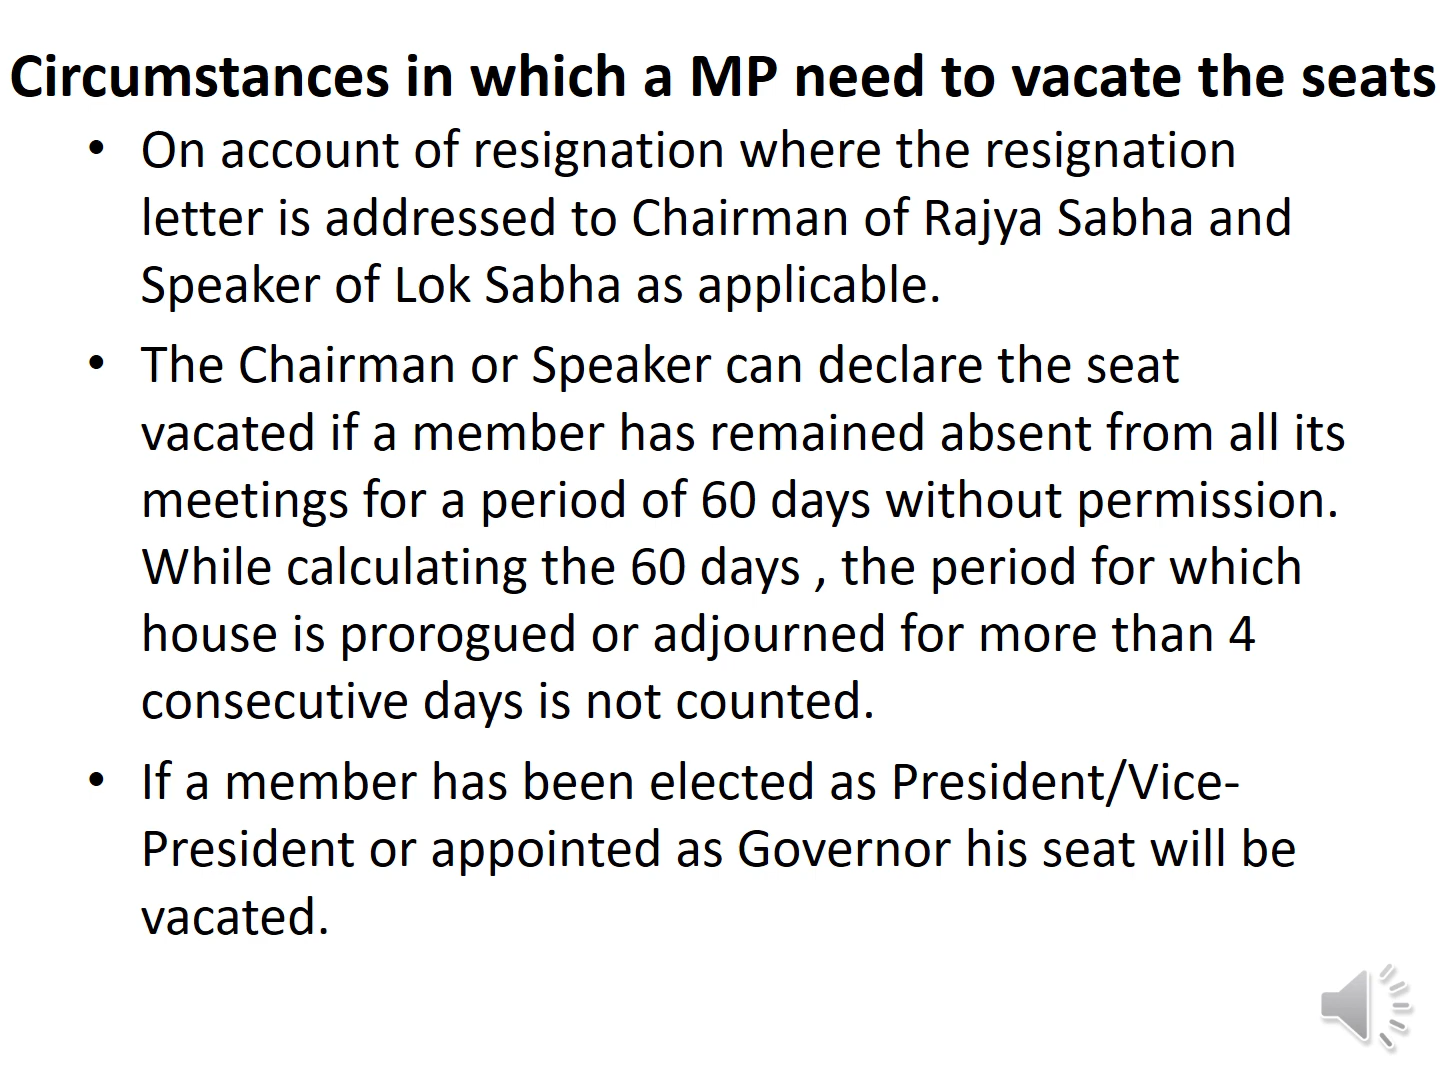 Circumstances in which a MP need to vacate the seats
• On account of resignation where the resignation
letter is addressed to Chairman of Rajya Sabha and
Speaker of Lok Sabha as applicable.
• The Chairman or Speaker can declare the seat
vacated if a member has remained absent from all its
meetings for a period of 60 days without permission.
While calculating the 60 days , the period for which
house is prorogued or adjourned for more than 4
consecutive days is not counted.
• If a member has been elected as President/Vice-
President or appointed as Governor his seat will be
vacated.